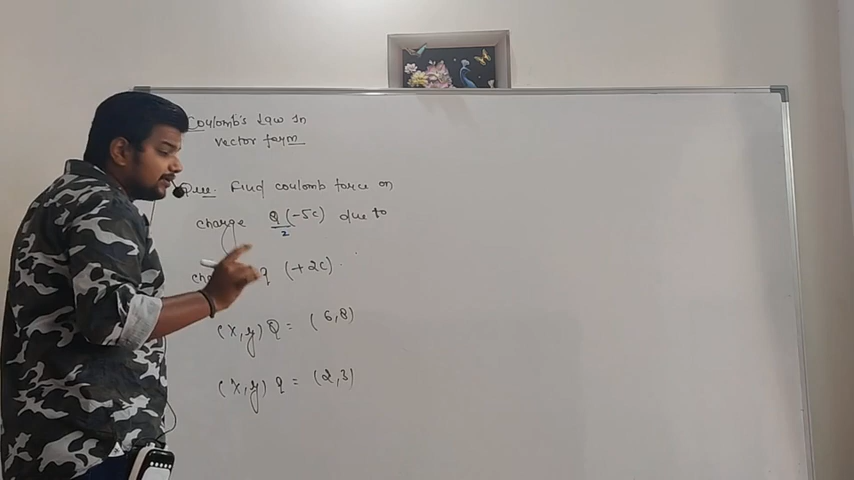 Coulomb's Law In
vector form
Que. Find coulomb force on
charge Q (-5C) due to
2
q (+2C).
(x,y) Q = (6,8)
(x,y) q = (2,3)